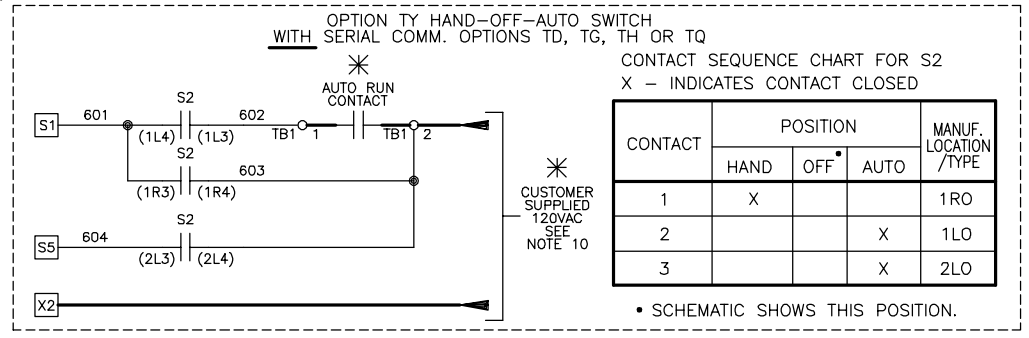 OPTION TY HAND-OFF-AUTO SWITCH
WITH SERIAL COMM. OPTIONS TD, TG, TH OR TQ
AUTO RUN
CONTACT
S1
601
S2
602
(1L4)
(1L3)
TB1
1
TB1
2
S2
603
(1R3)
(1R4)
S2
S5
604
(2L3)
(2L4)
X2
CUSTOMER
SUPPLIED
120VAC
SEE
NOTE 10
CONTACT SEQUENCE CHART FOR S2
X - INDICATES CONTACT CLOSED
CONTACT
POSITION
MANUF.
LOCATION
/TYPE
HAND
OFF•
AUTO
1 X 1RO
2 X 1LO
3 X 2LO
• SCHEMATIC SHOWS THIS POSITION.